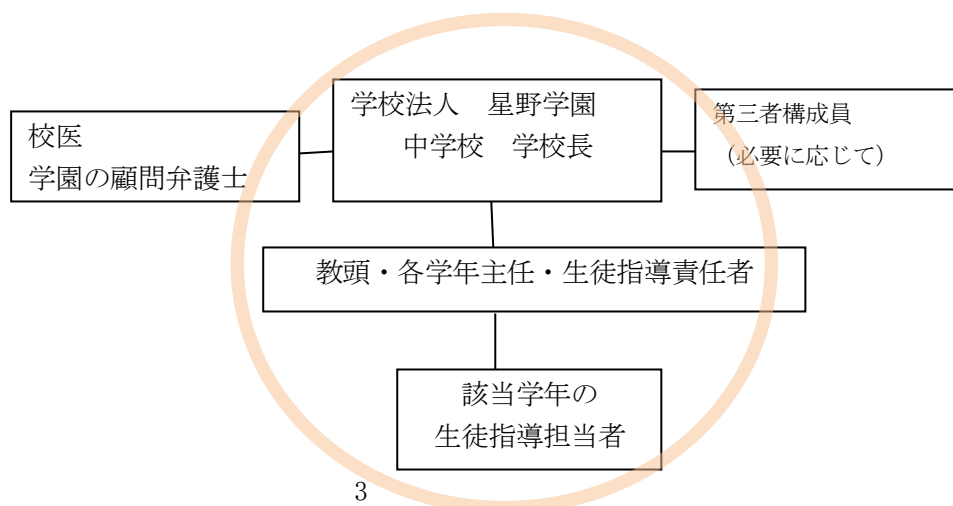 学校法人　星野学園
中学校　学校長
校医
学園の顧問弁護士
第三者構成員
（必要に応じて）
教頭・各学年主任・生徒指導責任者
該当学年の
生徒指導担当者
3